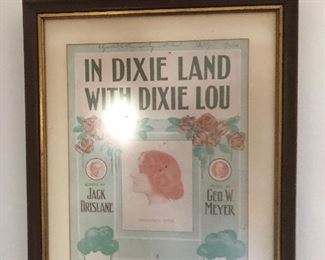 IN DIXIE LAND
WITH DIXIE LOU
WORDS BY
JACK
DRISLANE
MUSIC BY
GEO. W.
MEYER